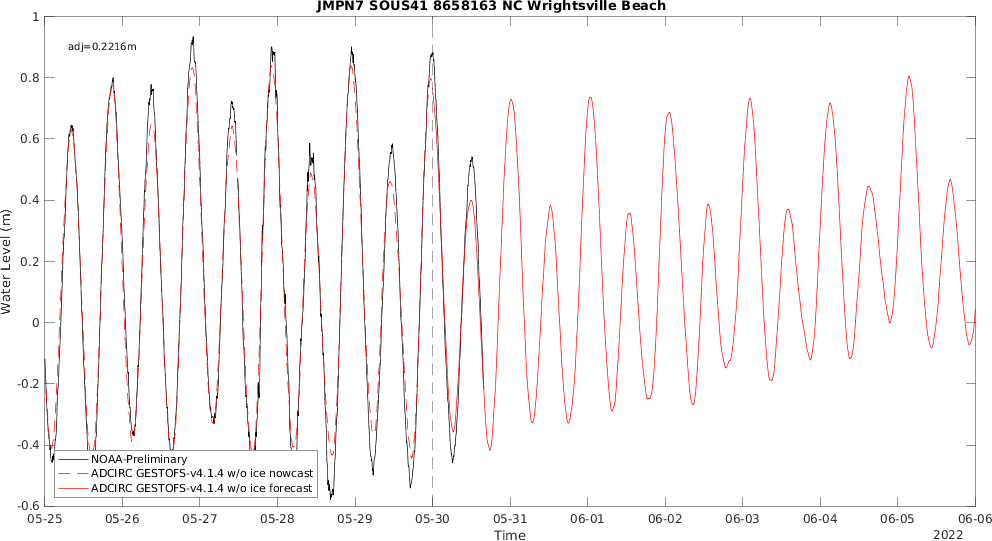 JMPN7 SOUS41 8658163 NC Wrightsville Beach
adj=0.2216m
1
0.8
0.6
0.4
0.2
0
-0.2
-0.4
-0.6
Water Level (m)
NOAA-Preliminary
ADCIRC GESTOFS-v4.1.4 w/o ice nowcast
ADCIRC GESTOFS-v4.1.4 w/o ice forecast
05-25 05-26 05-27 05-28 05-29 05-30 05-31 06-01 06-02 06-03 06-04 06-05 06-06
Time
2022